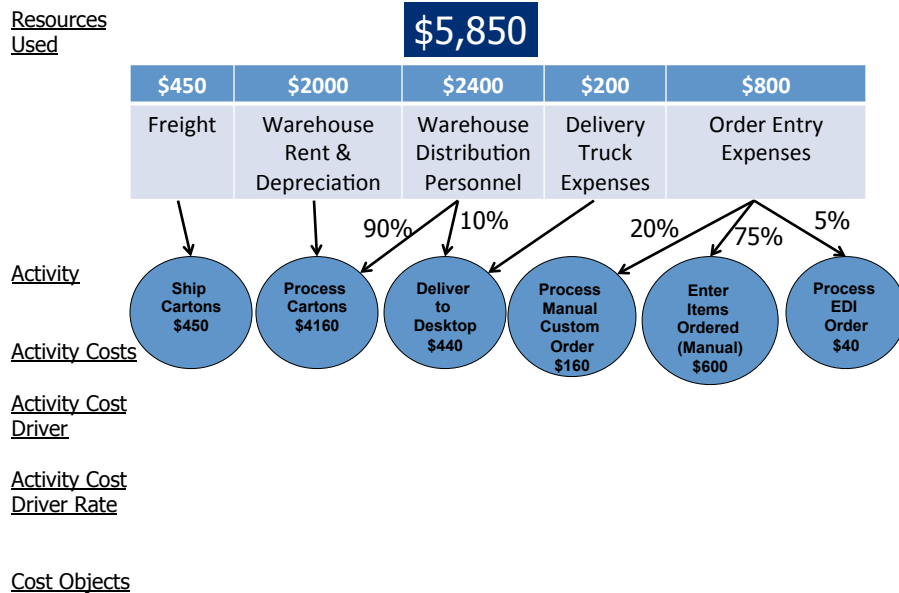 Resources
Used
$5,850
$450
$2000
$2400
$200
$800
Freight
Warehouse
Rent &
Depreciation
Warehouse
Distribution
Personnel
Delivery
Truck
Expenses
Order Entry
Expenses
90%
10%
20%
75%
5%
Activity
Activity Costs
Ship
Cartons
$450
Process
Cartons
$4160
Deliver
to
Desktop
$440
Process
Manual
Custom
Order
$160
Enter
Items
Ordered
(Manual)
$600
Process
EDI
Order
$40
Activity Cost
Driver
Activity Cost
Driver Rate
Cost Objects